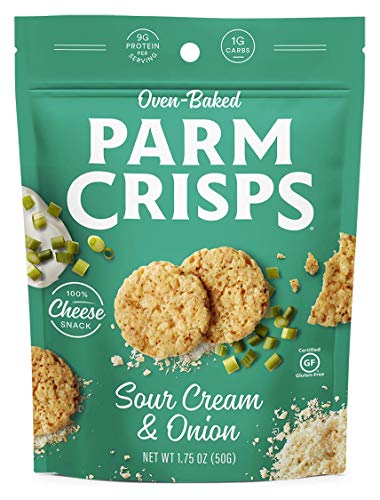 9G
PROTEIN
PER
SERVING
1G
CARBS
Oven-Baked
PARM
CRISPS®
100%
Cheese
SNACK
Certified
GF
Gluten-Free
Sour Cream
& Onion
NET WT 1.75 OZ (50G)